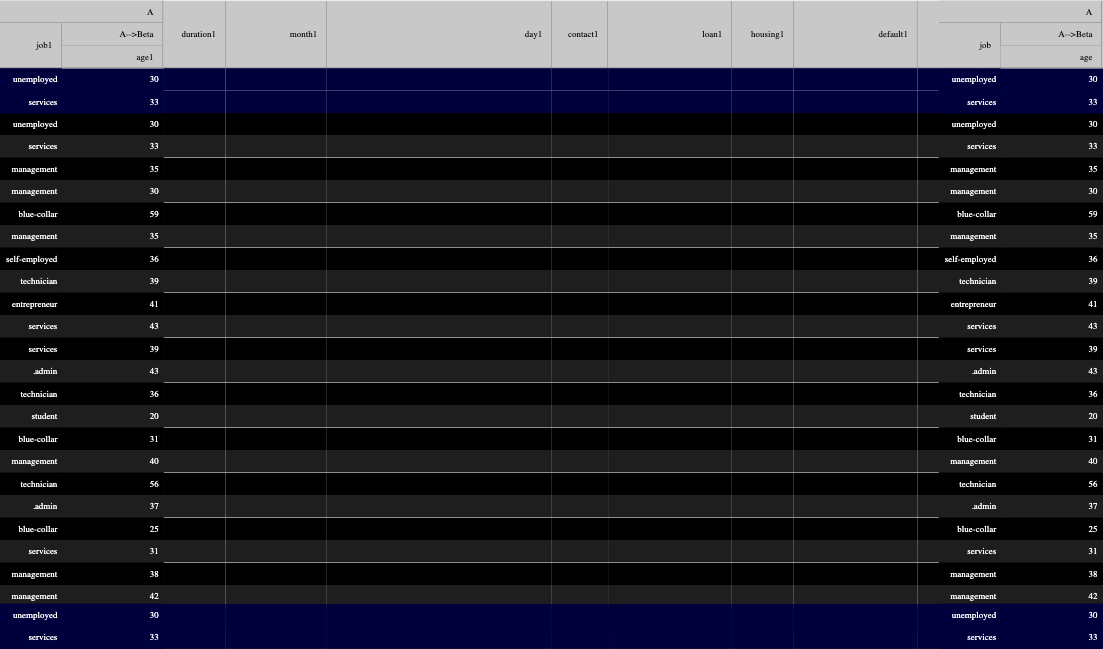 A A
A-->Beta duration1 month1 day1 contact1 loan1 housing1 default1 A-->Beta
job1 job
age1 age
unemployed 30 unemployed 30
services 33 services 33
unemployed 30 unemployed 30
services 33 services 33
management 35 management 35
management 30 management 30
blue-collar 59 blue-collar 59
management 35 management 35
self-employed 36 self-employed 36
technician 39 technician 39
entrepreneur 41 entrepreneur 41
services 43 services 43
services 39 services 39
.admin 43 .admin 43
technician 36 technician 36
student 20 student 20
blue-collar 31 blue-collar 31
management 40 management 40
technician 56 technician 56
.admin 37 .admin 37
blue-collar 25 blue-collar 25
services 31 services 31
management 38 management 38
management 42 management 42
unemployed 30 unemployed 30
services 33 services 33